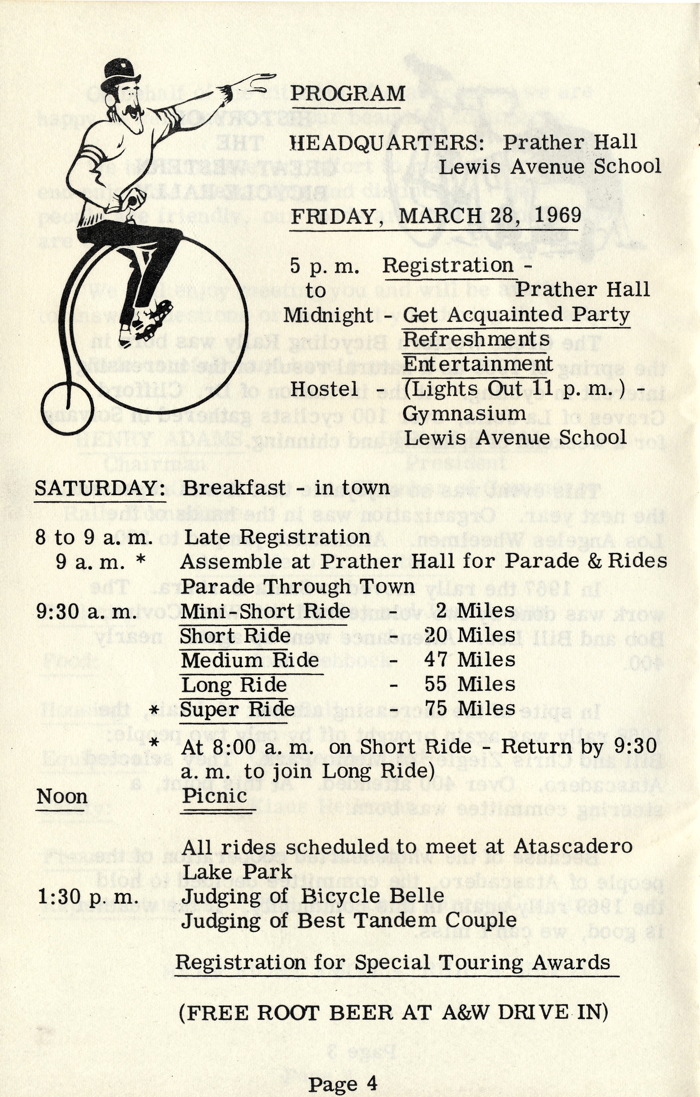 PROGRAM
HEADQUARTERS: Prather Hall
Lewis Avenue School
FRIDAY, MARCH 28, 1969
5 p. m. Registration -
to Prather Hall
Midnight - Get Acquainted Party
Refreshments
Entertainment
Hostel - (Lights Out 11 p. m. ) -
Gymnasium
Lewis Avenue School
SATURDAY: Breakfast - in town
8 to 9 a. m. Late Registration
9 a. m. * Assemble at Prather Hall for Parade & Rides
Parade Through Town
9:30 a. m. Mini-Short Ride - 2 Miles
Short Ride - 20 Miles
Medium Ride - 47 Miles
Long Ride - 55 Miles
* Super Ride - 75 Miles
* At 8:00 a. m. on Short Ride - Return by 9:30
a. m. to join Long Ride)
Noon Picnic
All rides scheduled to meet at Atascadero
Lake Park
1:30 p. m. Judging of Bicycle Belle
Judging of Best Tandem Couple
Registration for Special Touring Awards
(FREE ROOT BEER AT A&W DRIVE IN)
Page 4